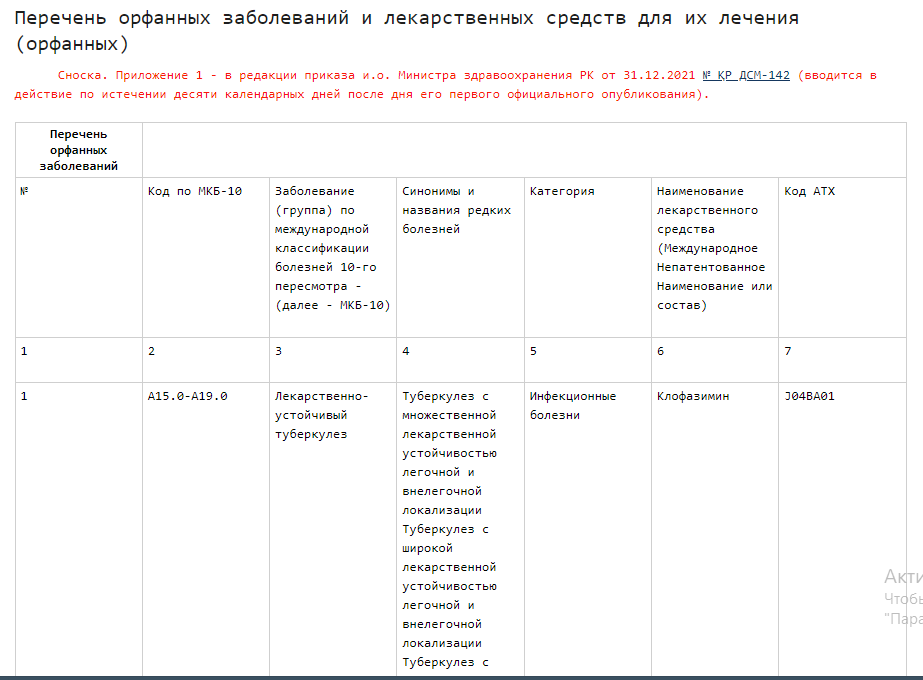 Перечень орфанных заболеваний и лекарственных средств для их лечения
(орфанных)
Сноска. Приложение 1 - в редакции приказа и.о. Министра здравоохранения РК от 31.12.2021 № ҚР ДСМ-142 (вводится в
действие по истечении десяти календарных дней после дня его первого официального опубликования).
Перечень
орфанных
заболеваний
№
Код по МКБ-10
Заболевание
(группа) по
международной
классификации
болезней 10-го
пересмотра -
(далее - МКБ-10)
Синонимы и
названия редких
болезней
Категория
Наименование
лекарственного
средства
(Международное
Непатентованное
Наименование или
состав)
Код АТХ
1
2
3
4
5
6
7
1
A15.0-A19.0
Лекарственно-
устойчивый
туберкулез
Туберкулез с
множественной
лекарственной
устойчивостью
легочной и
внелегочной
локализации
Туберкулез с
широкой
лекарственной
устойчивостью
легочной и
внелегочной
локализации
Туберкулез с
Инфекционные
болезни
Клофазимин
J04BA01
Акти
Чтобы
"Пара